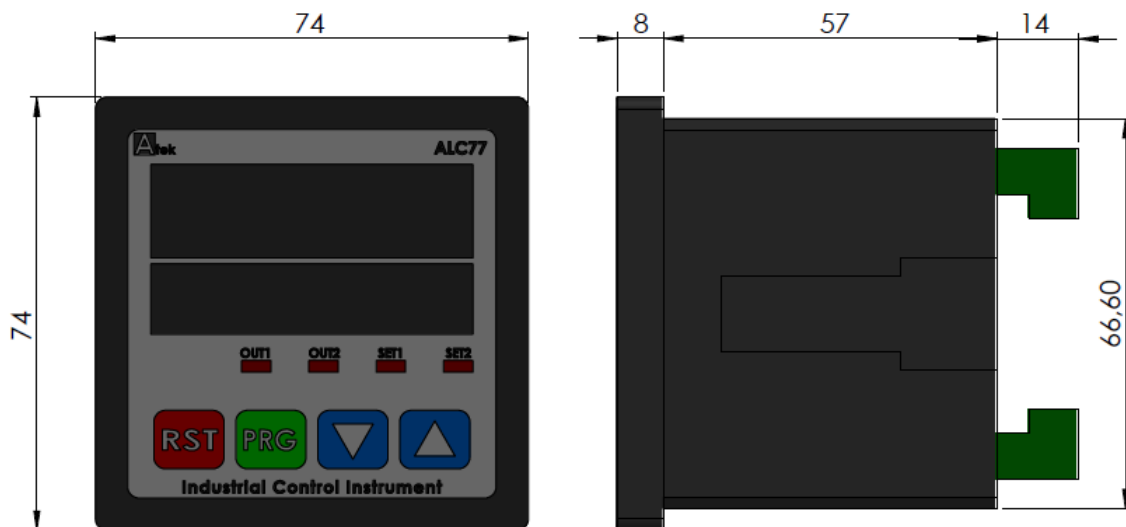 74
8 57 14
74
Atek ALC77
OUT1 OUT2 SET1 SET2
RST PRG
Industrial Control Instrument
66,60